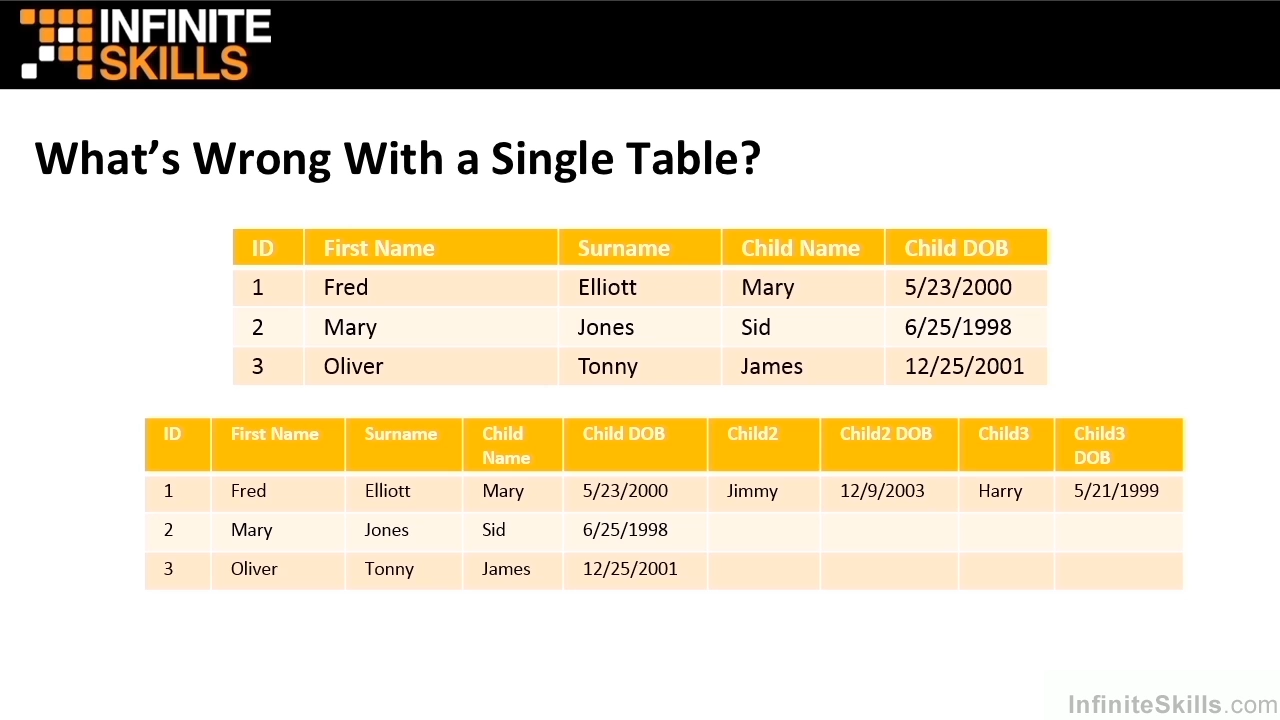 INFINITE
SKILLS
What's Wrong With a Single Table?
ID First Name Surname Child Name Child DOB
1 Fred Elliott Mary 5/23/2000
2 Mary Jones Sid 6/25/1998
3 Oliver Tonny James 12/25/2001
ID First Name Surname Child Child DOB Child2 Child2 DOB Child3 Child3
Name DOB
1 Fred Elliott Mary 5/23/2000 Jimmy 12/9/2003 Harry 5/21/1999
2 Mary Jones Sid 6/25/1998
3 Oliver Tonny James 12/25/2001
InfiniteSkills.com